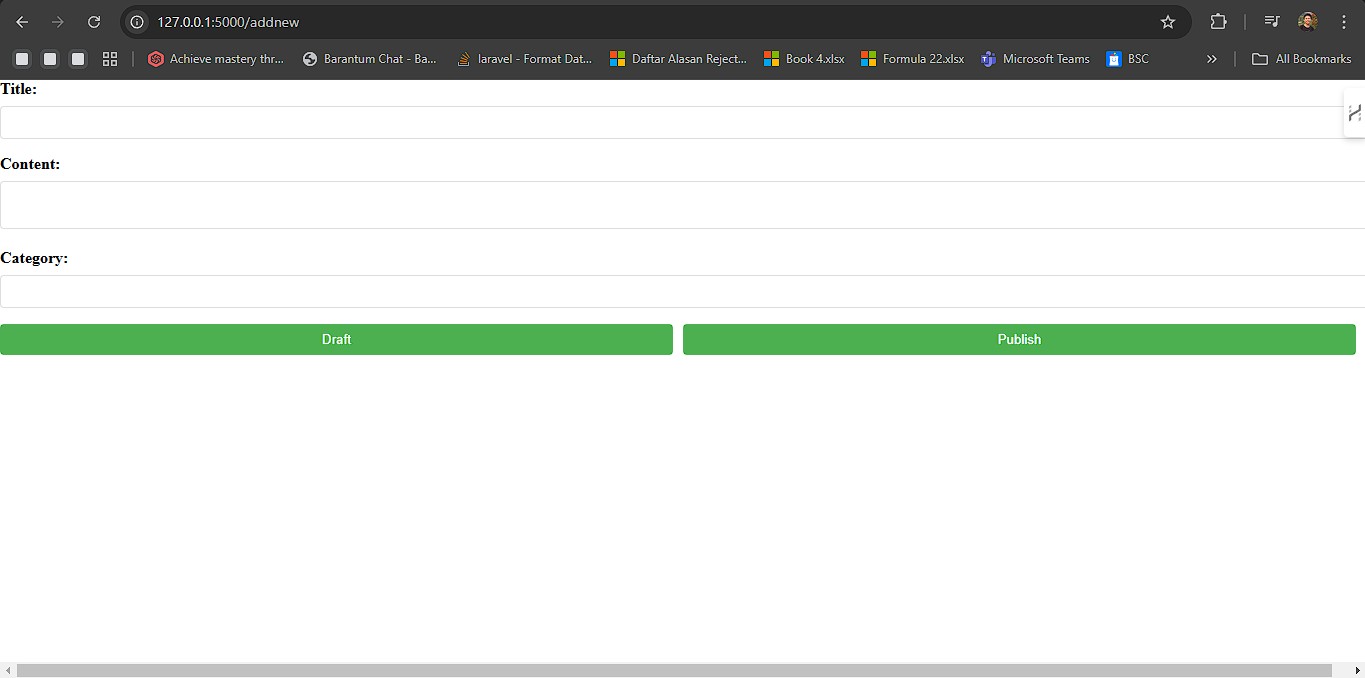 127.0.0.1:5000/addnew
Achieve mastery thr... Barantum Chat - Ba... laravel - Format Dat... Daftar Alasan Reject... Book 4.xlsx Formula 22.xlsx Microsoft Teams BSC All Bookmarks
Title:
Content:
Category:
Draft Publish